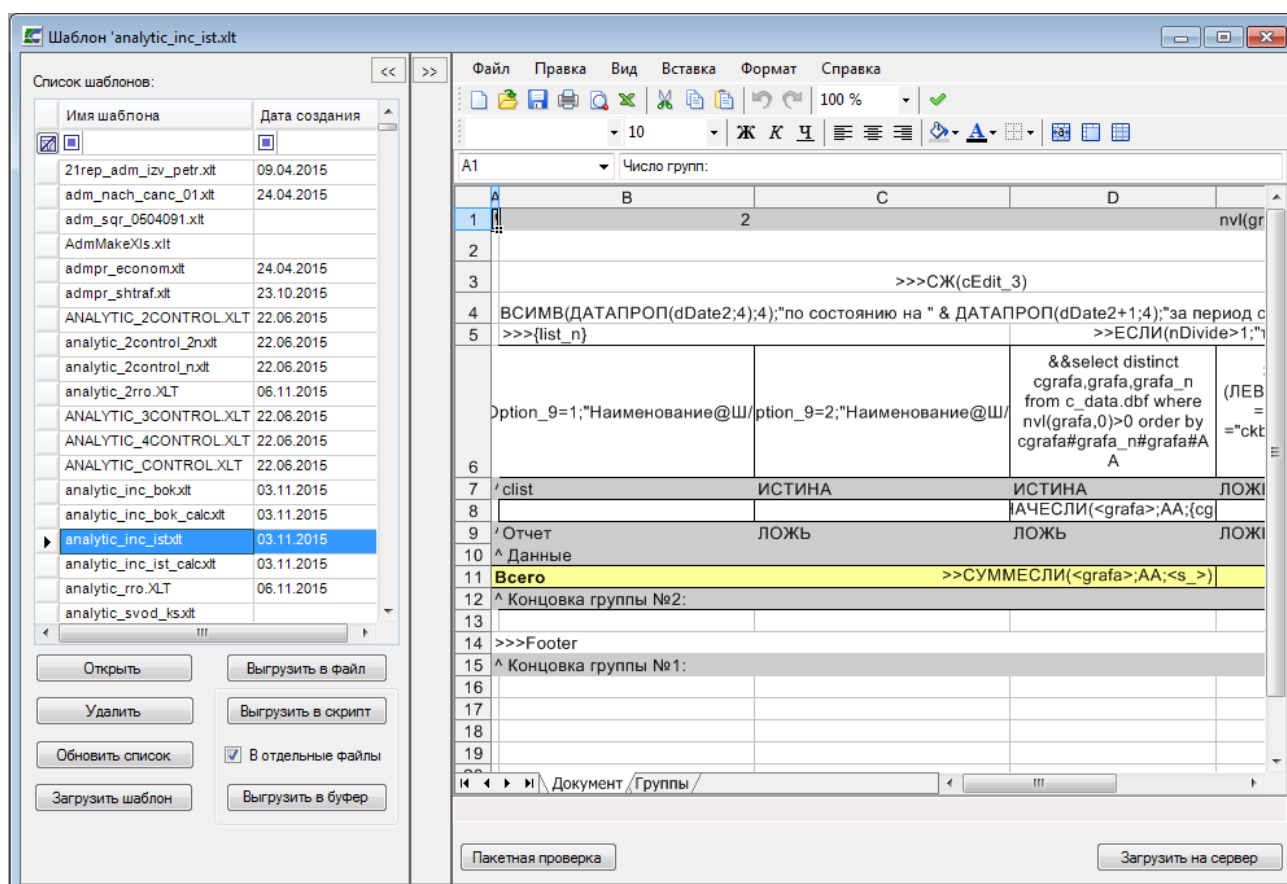 Шаблон 'analytic_inc_ist.xlt
Список шаблонов:
<<
>>
Имя шаблона Дата создания
21rep_adm_izv_petr.xlt 09.04.2015
adm_nach_canc_01.xlt 24.04.2015
adm_sqr_0504091.xlt
AdmMakeXls.xlt
admpr_econom.xlt 24.04.2015
admpr_shtraf.xlt 23.10.2015
ANALYTIC_2CONTROL.XLT 22.06.2015
analytic_2control_2n.xlt 22.06.2015
analytic_2control_n.xlt 22.06.2015
analytic_2rro.XLT 06.11.2015
ANALYTIC_3CONTROL.XLT 22.06.2015
ANALYTIC_4CONTROL.XLT 22.06.2015
ANALYTIC_CONTROL.XLT 22.06.2015
analytic_inc_bok.xlt 03.11.2015
analytic_inc_bok_calc.xlt 03.11.2015
analytic_inc_ist.xlt 03.11.2015
analytic_inc_ist_calc.xlt 03.11.2015
analytic_rro.XLT 06.11.2015
analytic_svod_ks.xlt
Открыть Выгрузить в файл
Удалить Выгрузить в скрипт
Обновить список В отдельные файлы
Загрузить шаблон Выгрузить в буфер
Файл Правка Вид Вставка Формат Справка
100 %
10 Ж К Ч
A1 Число групп:
A B C D
1 2 nvl(gr
2
3 >>>СЖ(cEdit_3)
4 ВСИМВ(ДАТАПРОП(dDate2;4);4);"по состоянию на " & ДАТАПРОП(dDate2+1;4);"за период с
5 >>>{list_n} >>ЕСЛИ(nDivide>1;"т
&&select distinct
cgrafa,grafa,grafa_n
from c_data.dbf where
nvl(grafa,0)>0 order by
cgrafa#grafa_n#grafa#A
A
Option_9=1;"Наименование@Ш/ ption_9=2;"Наименование@Ш/
(ЛЕВ
=
="ckb
6
7 clist ИСТИНА ИСТИНА ЛОЖ
8 НАЧЕСЛИ(<grafa>;AA;{cg
9 Отчет ЛОЖЬ ЛОЖЬ ЛОЖ
10 ^ Данные
11 Всего >>СУММЕСЛИ(<grafa>;AA;<s_>)
12 ^ Концовка группы №2:
13
14 >>>Footer
15 ^ Концовка группы №1:
16
17
18
19
Документ Группы
Пакетная проверка Загрузить на сервер